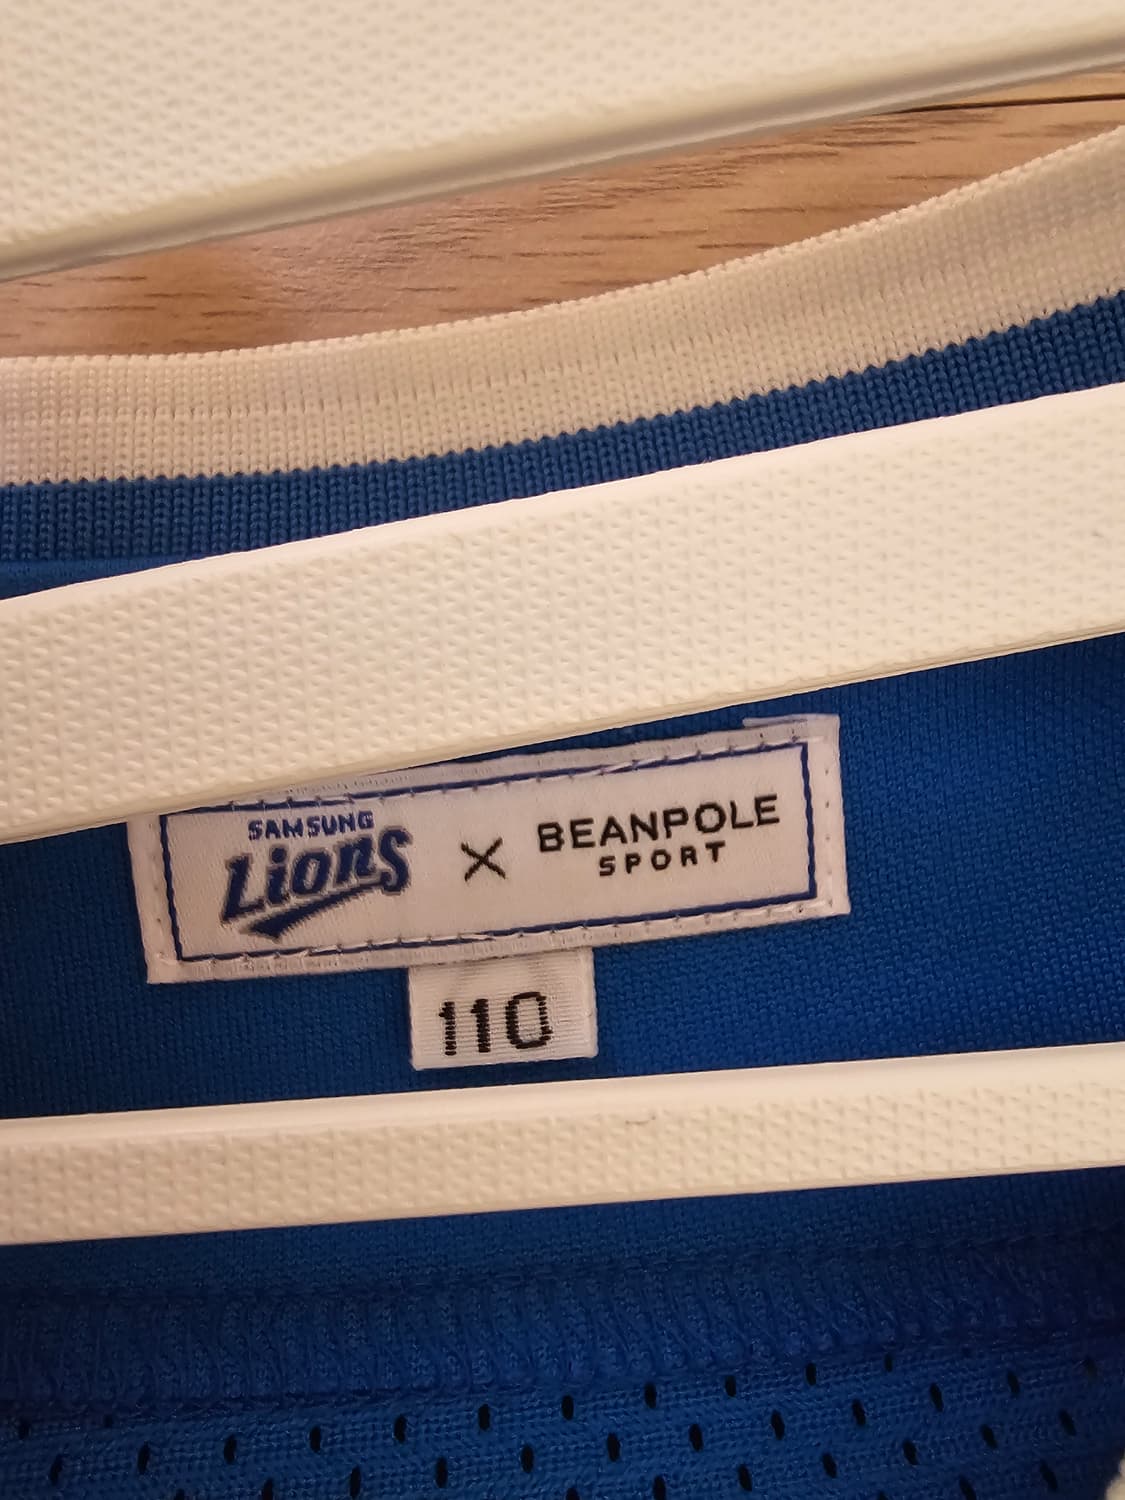 SAMSUNG
Lions
X
BEANPOLE
SPORT
110